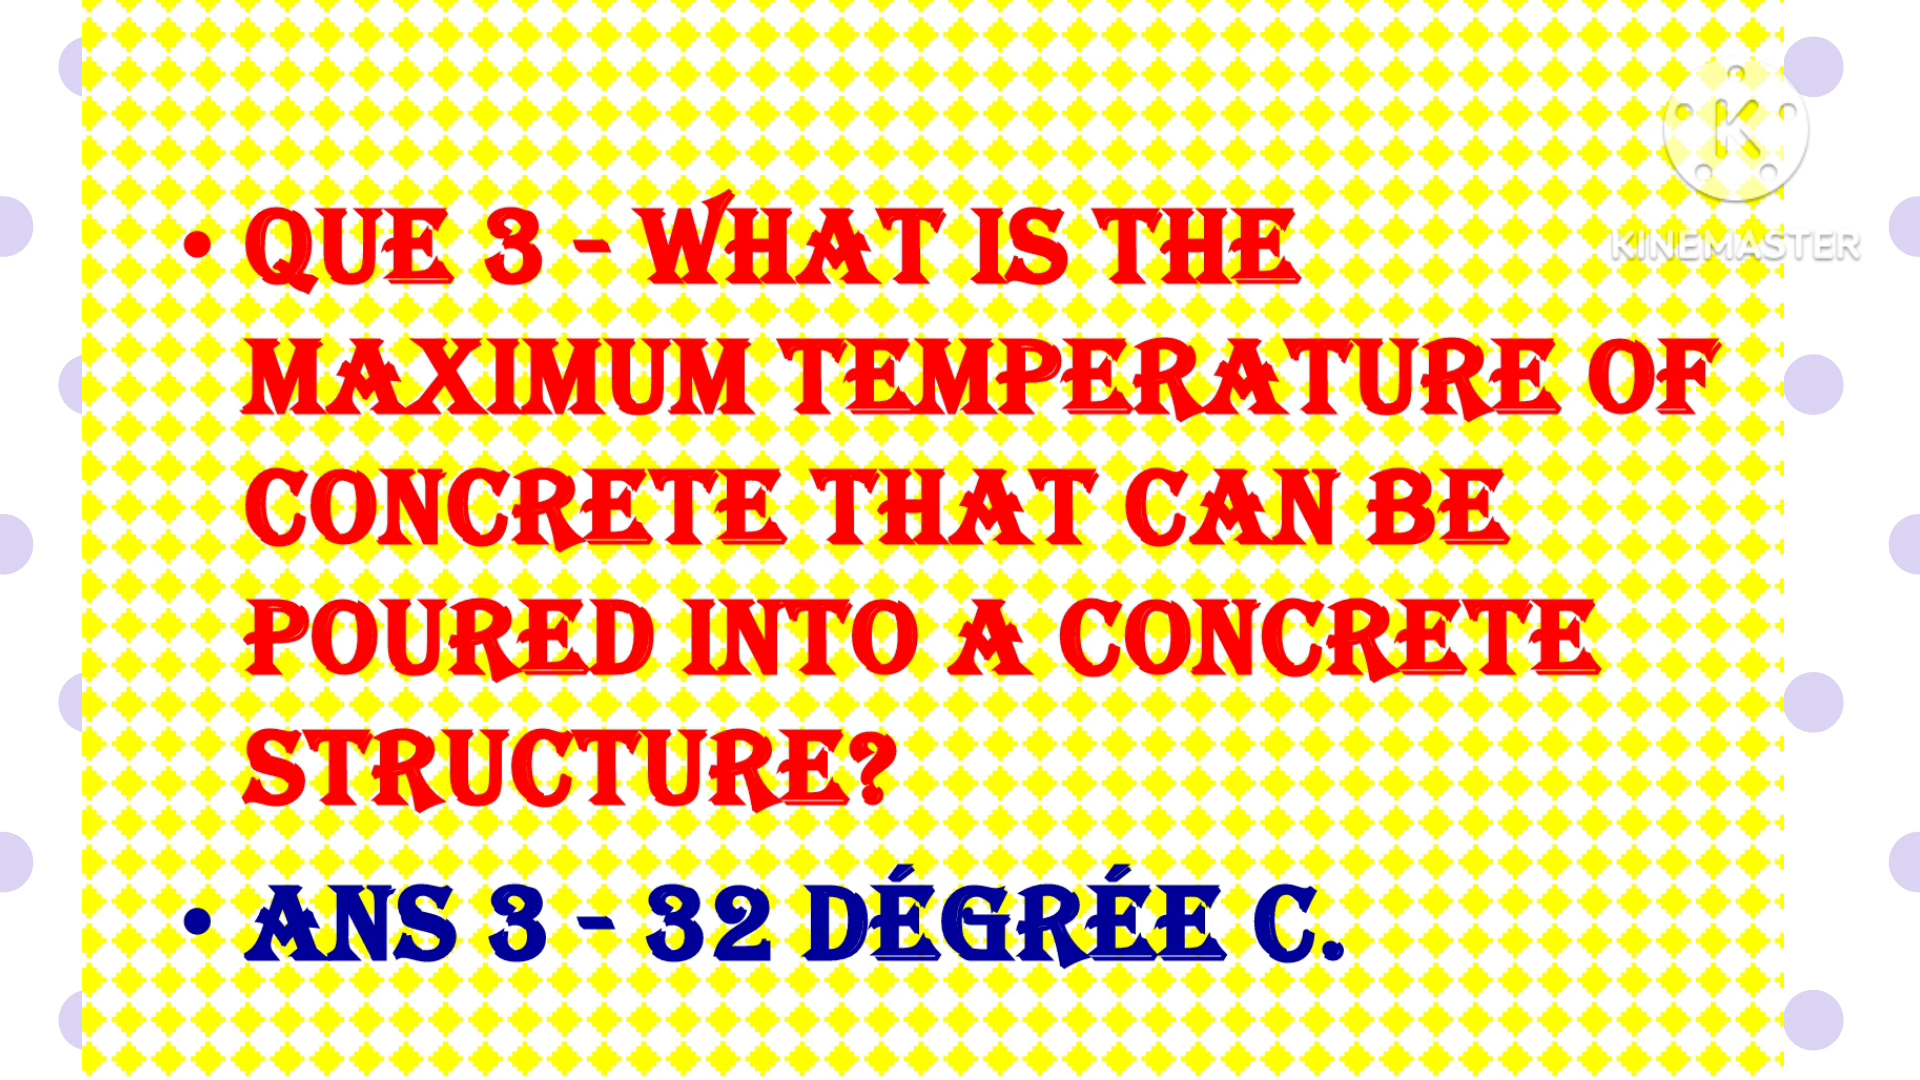 • QUE 3 - WHAT IS THE
MAXIMUM TEMPERATURE OF
CONCRETE THAT CAN BE
POURED INTO A CONCRETE
STRUCTURE?
• ANS 3 - 32 DÉGRÉE C.
K
KINEMASTER